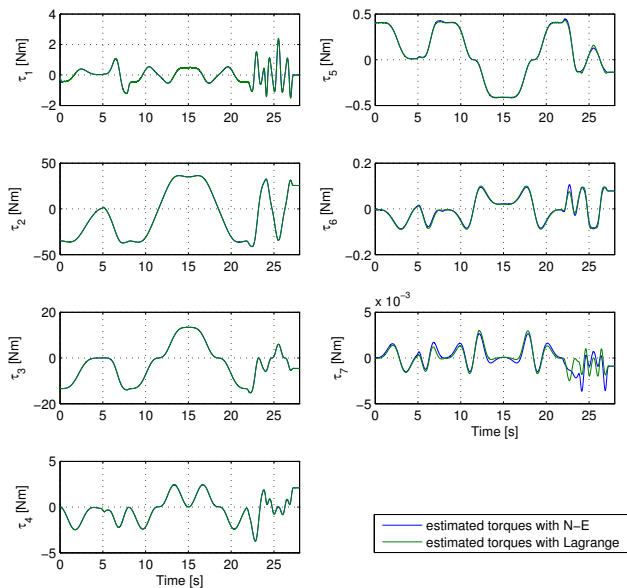 τ1 [Nm]
4
2
0
−2
0 5 10 15 20 25
τ2 [Nm]
50
0
−50
0 5 10 15 20 25
τ3 [Nm]
20
0
−20
0 5 10 15 20 25
τ4 [Nm]
5
0
−5
0 5 10 15 20 25
Time [s]
τ5 [Nm]
0.5
0
−0.5
0 5 10 15 20 25
τ6 [Nm]
0.2
0
−0.2
0 5 10 15 20 25
x 10−3
τ7 [Nm]
5
0
−5
0 5 10 15 20 25
Time [s]
estimated torques with N−E
estimated torques with Lagrange